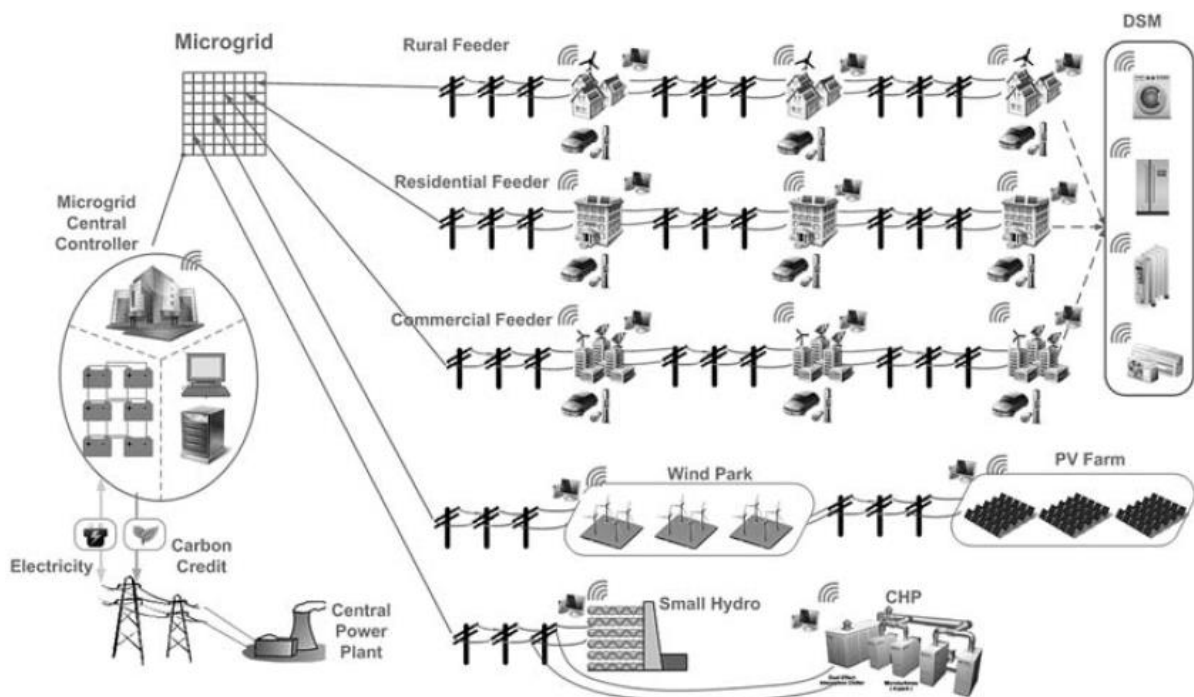 Microgrid
Rural Feeder
DSM
Residential Feeder
Microgrid
Central
Controller
Commercial Feeder
Wind Park
PV Farm
Electricity
Carbon
Credit
Central
Power
Plant
Small Hydro
CHP